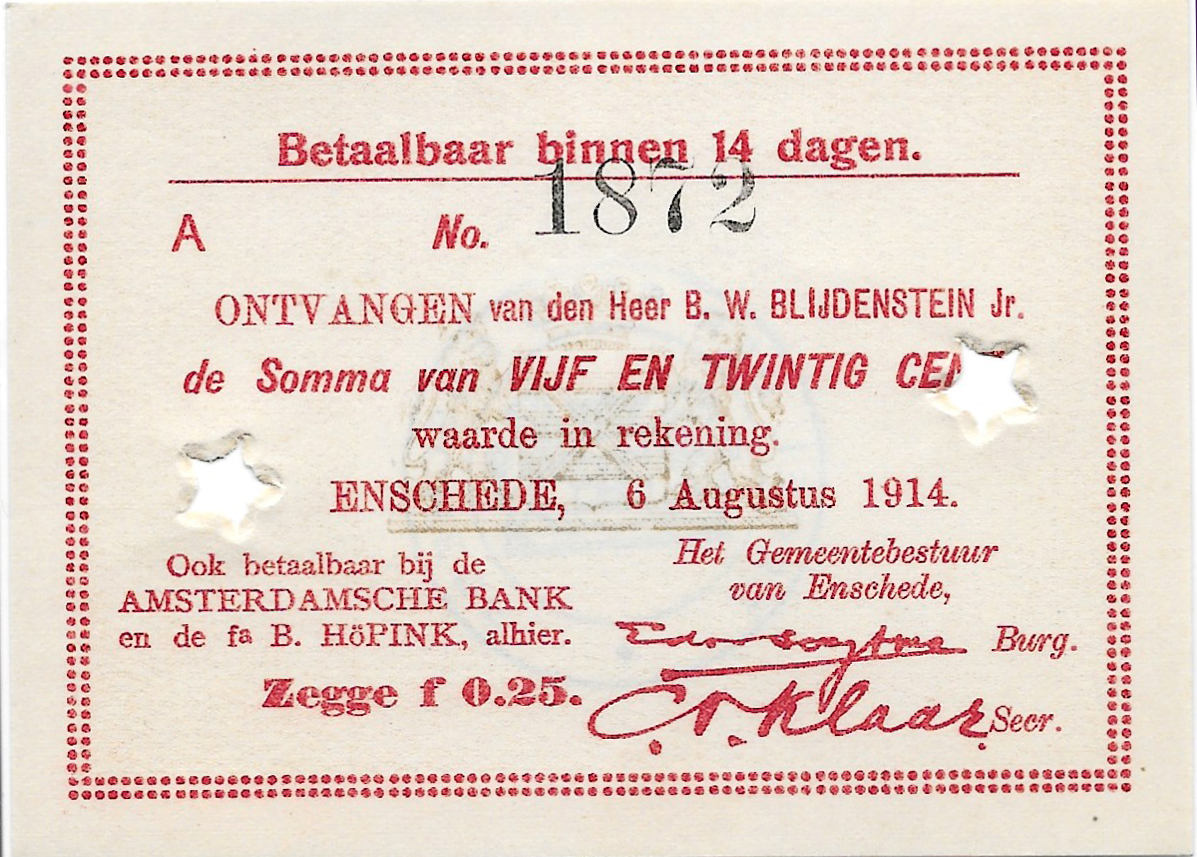 Betaalbaar binnen 14 dagen.
A No. 1872
ONTVANGEN van den Heer B. W. BLIJDENSTEIN Jr.
de Somma van VIJF EN TWINTIG CEN
waarde in rekening.
ENSCHEDE, 6 Augustus 1914.
Ook betaalbaar bij de
AMSTERDAMSCHE BANK
en de fa B. HöPINK, alhier.
Zegge f 0.25.
Het Gemeentebestuur
van Enschede,
Burg.
Klaar Secr.